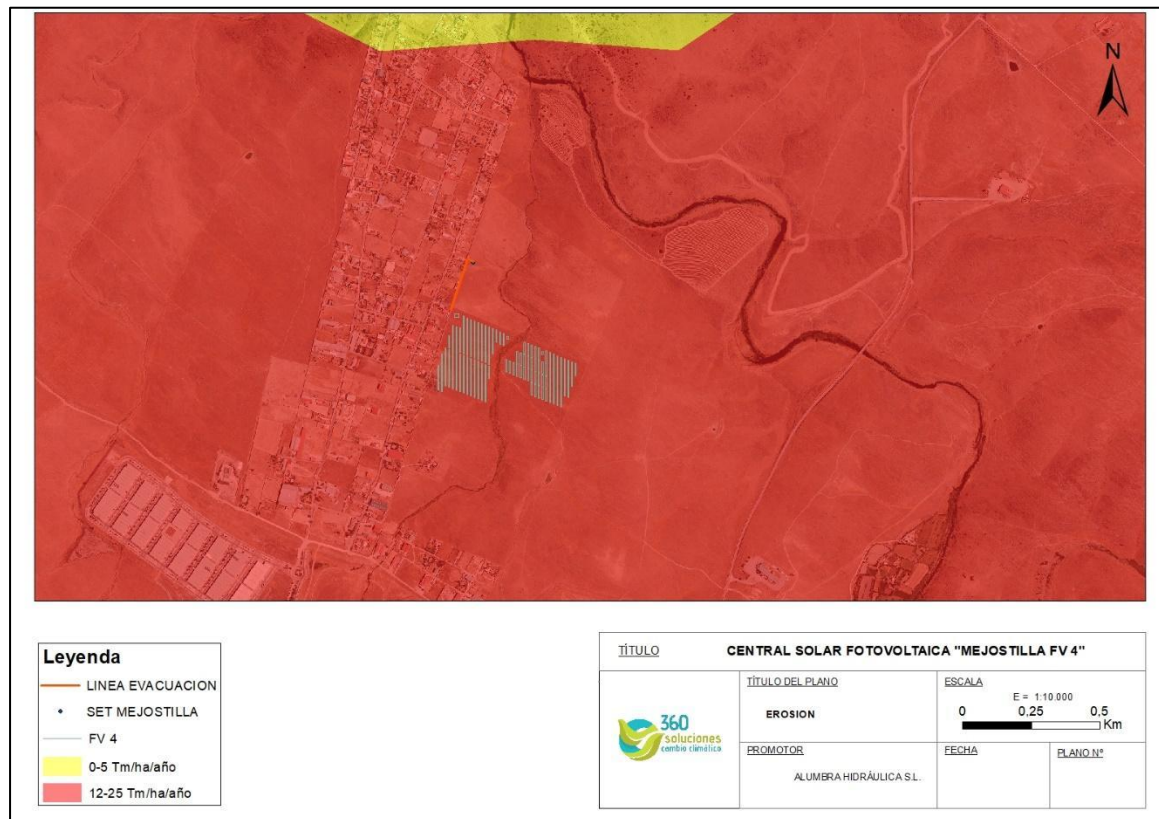 N
Leyenda
LINEA EVACUACION
SET MEJOSTILLA
FV 4
0-5 Tm/ha/año
12-25 Tm/ha/año
TÍTULO
CENTRAL SOLAR FOTOVOLTAICA "MEJOSTILLA FV 4"
360
soluciones
cambio climático
TÍTULO DEL PLANO
EROSION
ESCALA
E = 1:10.000
0 0,25 0,5
Km
PROMOTOR
ALUMBRA HIDRÁULICA S.L.
FECHA
PLANO Nº